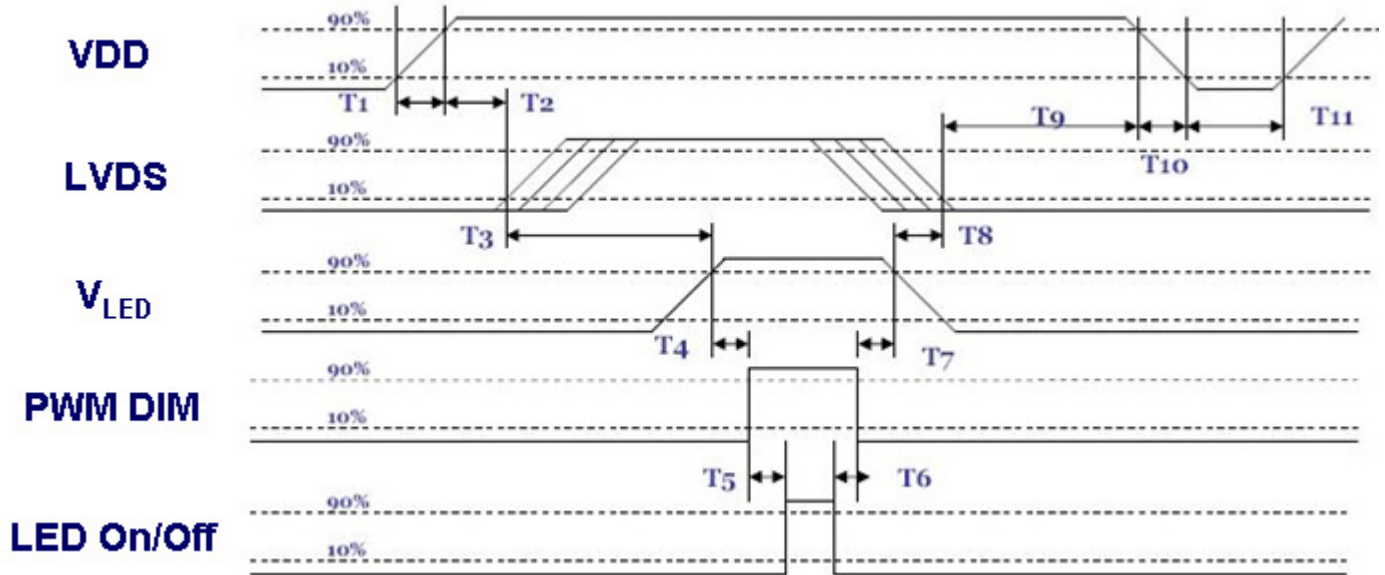 90%
VDD
10%
T1 T2 T9 T11
90%
T10
LVDS
10%
T3 T8
90%
VLED
10%
T4 T7
90%
PWM DIM
10%
T5 T6
90%
LED On/Off
10%